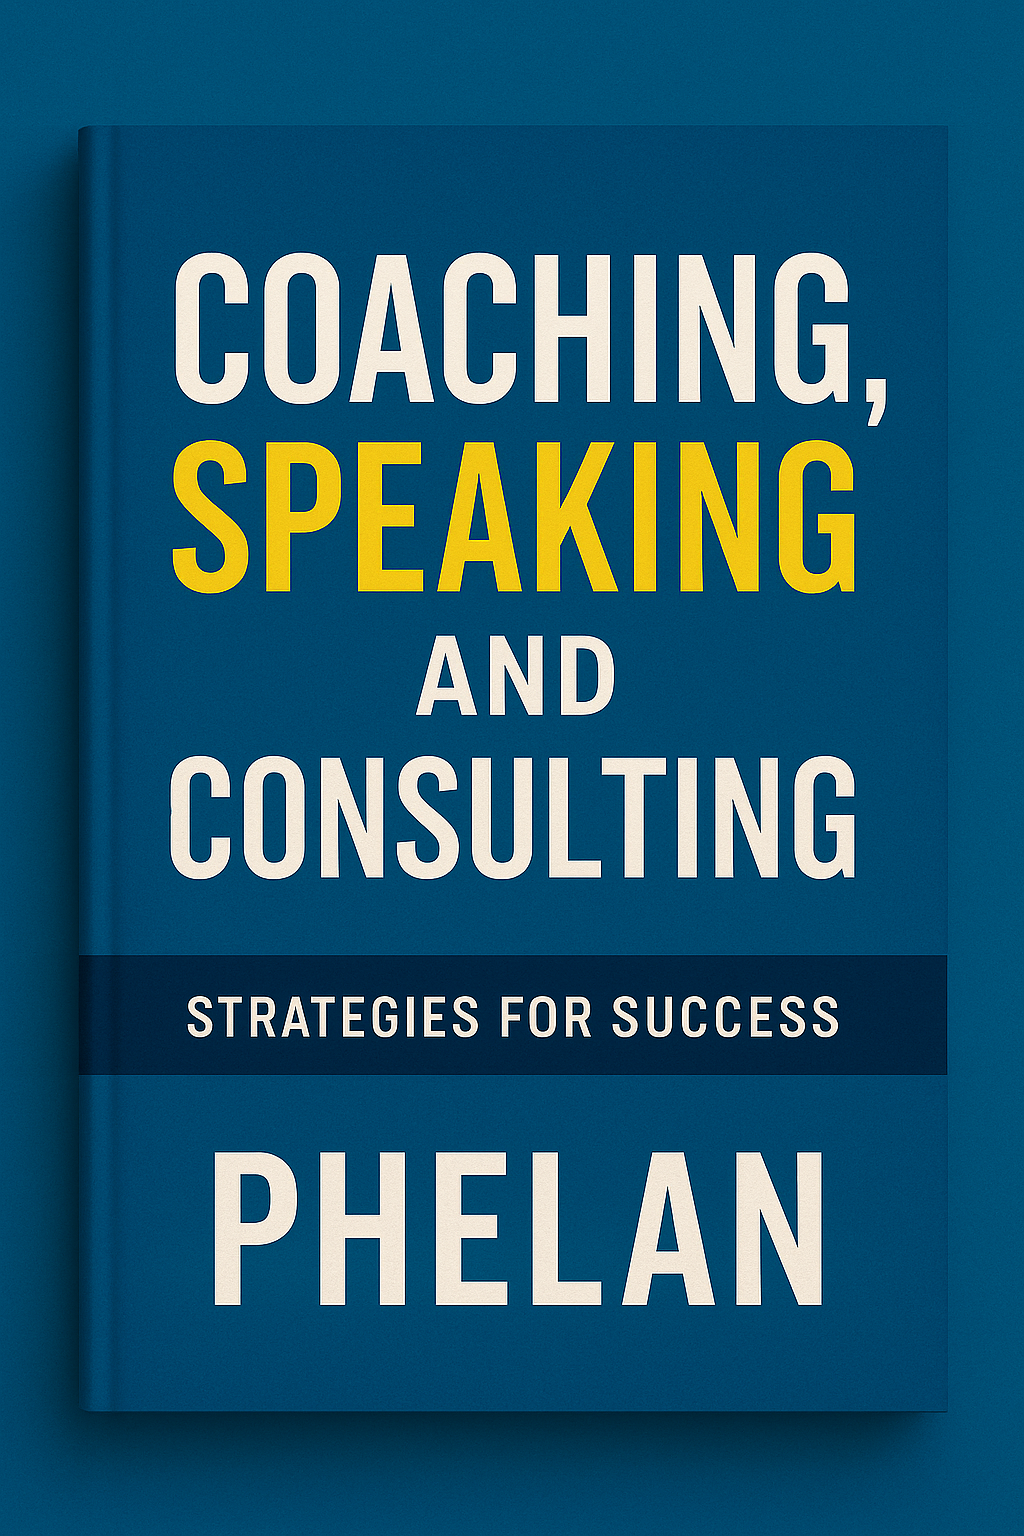 COACHING,
SPEAKING
AND
CONSULTING
STRATEGIES FOR SUCCESS
PHELAN